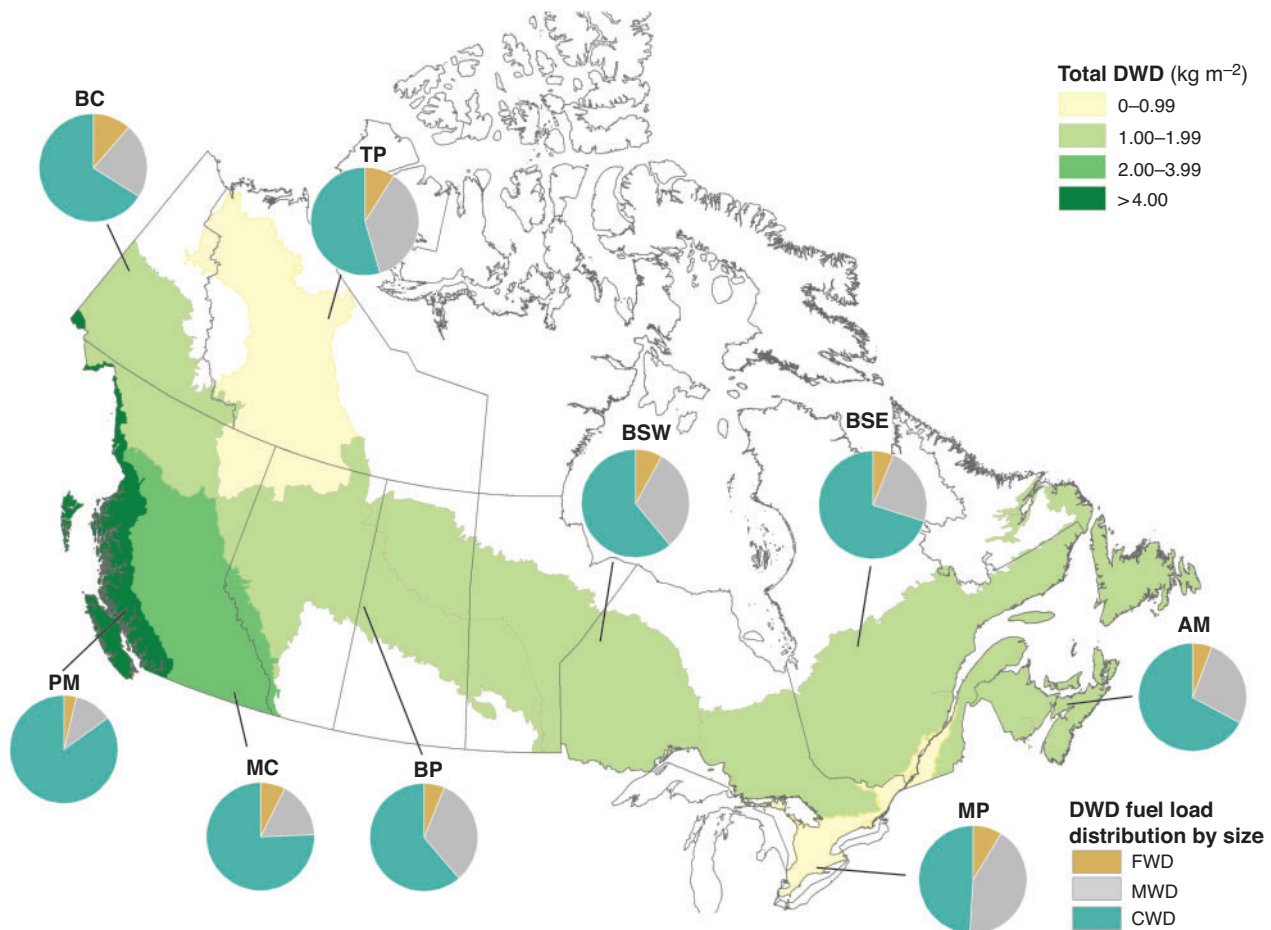 Total DWD (kg m⁻²)
0–0.99
1.00–1.99
2.00–3.99
>4.00
BC
TP
BSW
BSE
AM
PM
MC
BP
MP
DWD fuel load
distribution by size
FWD
MWD
CWD